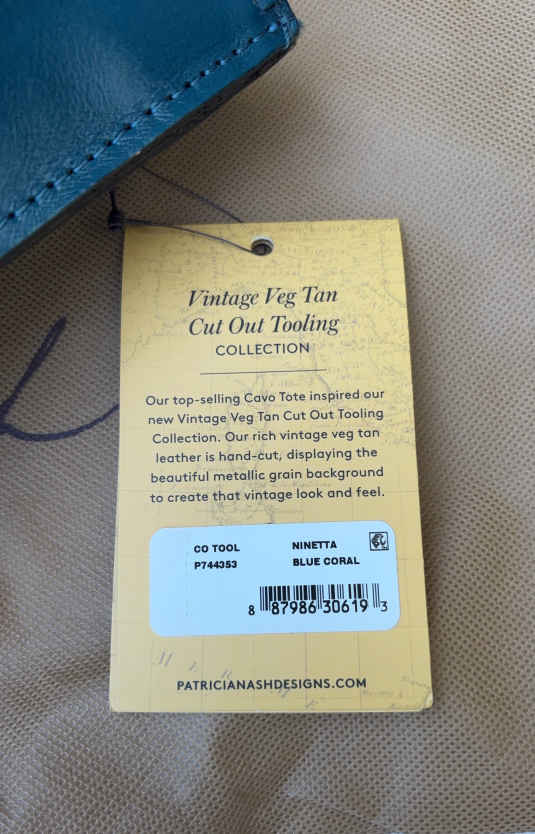 Vintage Veg Tan
Cut Out Tooling
COLLECTION
Our top-selling Cavo Tote inspired our
new Vintage Veg Tan Cut Out Tooling
Collection. Our rich vintage veg tan
leather is hand-cut, displaying the
beautiful metallic grain background
to create that vintage look and feel.
CO TOOL NINETTA
P744353 BLUE CORAL
8 87986 30619 3
PATRICIANASHDESIGNS.COM